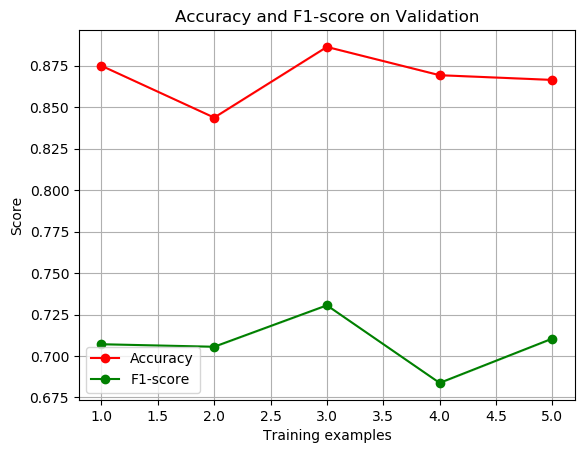 Accuracy and F1-score on Validation
0.875
0.850
0.825
0.800
0.775
0.750
0.725
0.700
0.675
Score
Accuracy
F1-score
1.0 1.5 2.0 2.5 3.0 3.5 4.0 4.5 5.0
Training examples